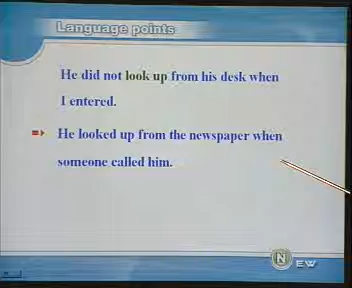 Language points
He did not look up from his desk when
I entered.
He looked up from the newspaper when
someone called him.
N EW